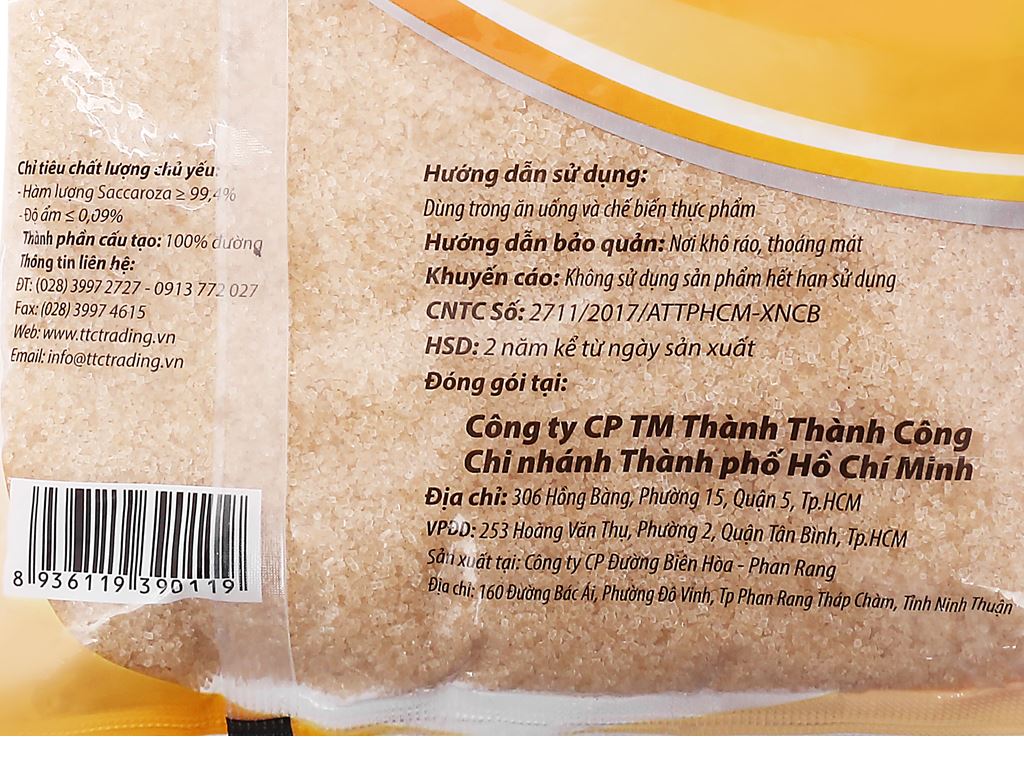 Chỉ tiêu chất lượng chủ yếu:
- Hàm lượng Saccaroza ≥ 99,4%
- Độ ẩm ≤ 0,09%
Thành phần cấu tạo: 100% đường
Thông tin liên hệ:
ĐT: (028) 3997 2727 - 0913 772 027
Fax: (028) 3997 4615
Web: www.ttctrading.vn
Email: info@ttctrading.vn
8 936119 390119
Hướng dẫn sử dụng:
Dùng trong ăn uống và chế biến thực phẩm
Hướng dẫn bảo quản: Nơi khô ráo, thoáng mát
Khuyến cáo: Không sử dụng sản phẩm hết hạn sử dụng
CNTC Số: 2711/2017/ATTPHCM-XNCB
HSD: 2 năm kể từ ngày sản xuất
Đóng gói tại:
Công ty CP TM Thành Thành Công
Chi nhánh Thành phố Hồ Chí Minh
Địa chỉ: 306 Hồng Bàng, Phường 15, Quận 5, Tp.HCM
VPĐD: 253 Hoàng Văn Thụ, Phường 2, Quận Tân Bình, Tp.HCM
Sản xuất tại: Công ty CP Đường Biên Hòa - Phan Rang
Địa chỉ: 160 Đường Bác Ái, Phường Đô Vinh, Tp Phan Rang Tháp Chàm, Tỉnh Ninh Thuận